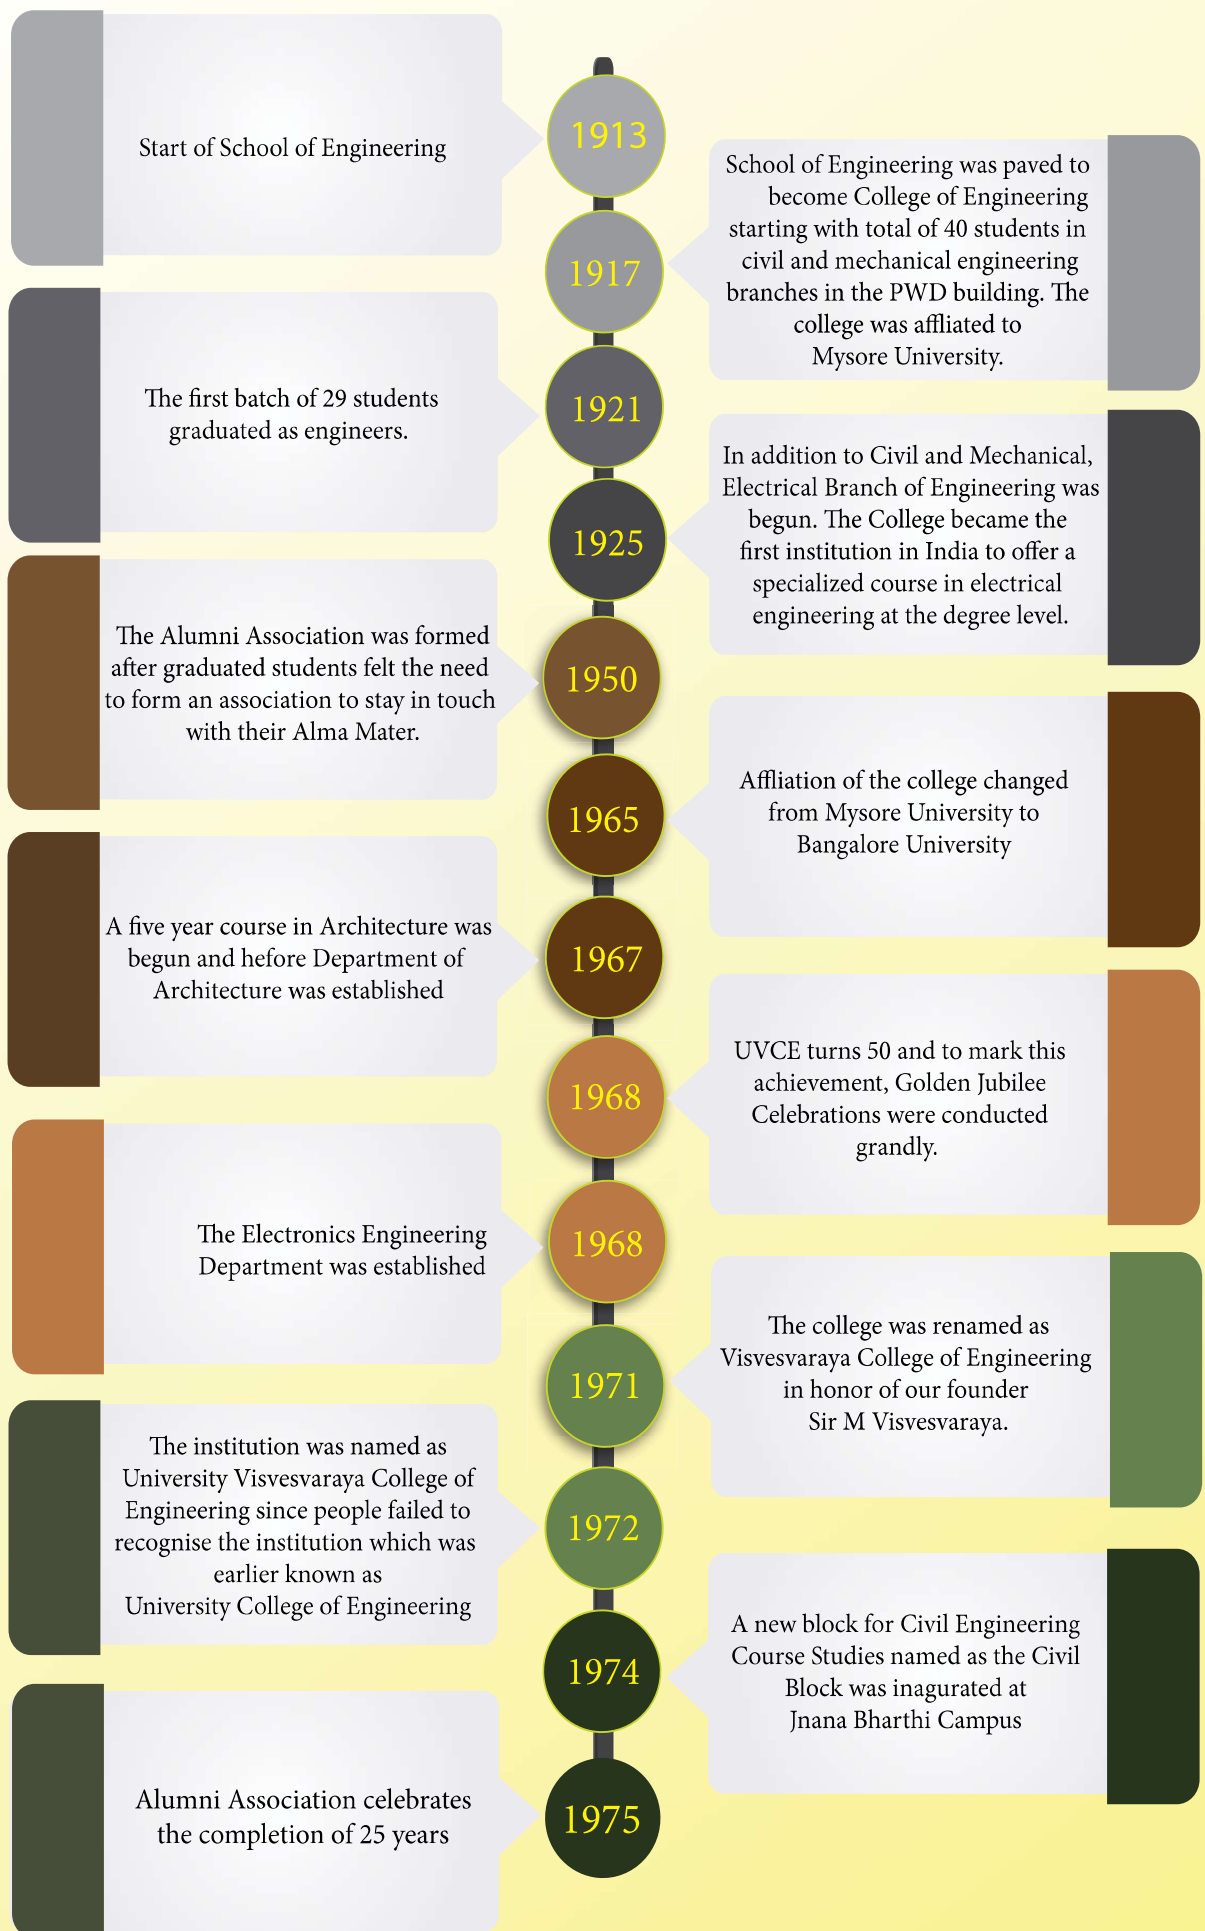 1913
Start of School of Engineering
1917
School of Engineering was paved to
become College of Engineering
starting with total of 40 students in
civil and mechanical engineering
branches in the PWD building. The
college was affliated to
Mysore University.
1921
The first batch of 29 students
graduated as engineers.
1925
In addition to Civil and Mechanical,
Electrical Branch of Engineering was
begun. The College became the
first institution in India to offer a
specialized course in electrical
engineering at the degree level.
1950
The Alumni Association was formed
after graduated students felt the need
to form an association to stay in touch
with their Alma Mater.
1965
Affliation of the college changed
from Mysore University to
Bangalore University
1967
A five year course in Architecture was
begun and hefore Department of
Architecture was established
1968
UVCE turns 50 and to mark this
achievement, Golden Jubilee
Celebrations were conducted
grandly.
1968
The Electronics Engineering
Department was established
1971
The college was renamed as
Visvesvaraya College of Engineering
in honor of our founder
Sir M Visvesvaraya.
1972
The institution was named as
University Visvesvaraya College of
Engineering since people failed to
recognise the institution which was
earlier known as
University College of Engineering
1974
A new block for Civil Engineering
Course Studies named as the Civil
Block was inagurated at
Jnana Bharthi Campus
1975
Alumni Association celebrates
the completion of 25 years